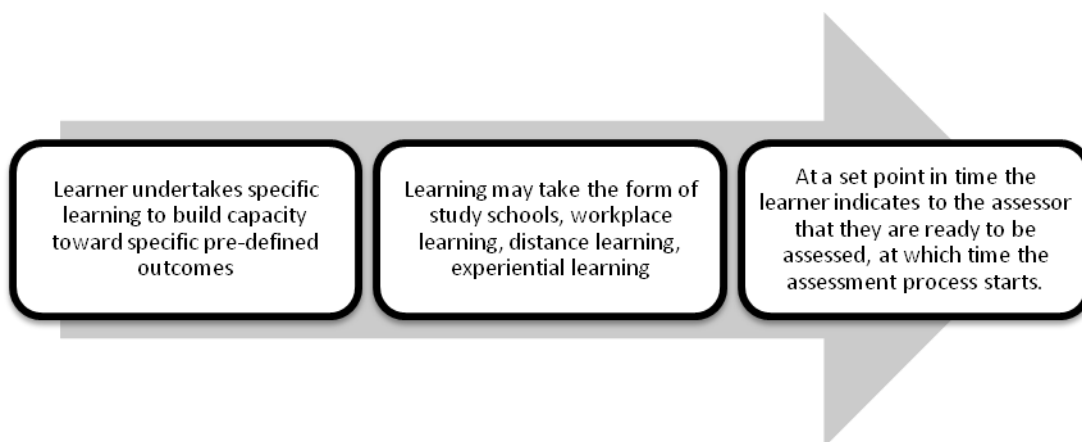 Learner undertakes specific
learning to build capacity
toward specific pre-defined
outcomes
Learning may take the form of
study schools, workplace
learning, distance learning,
experiential learning
At a set point in time the
learner indicates to the assessor
that they are ready to be
assessed, at which time the
assessment process starts.